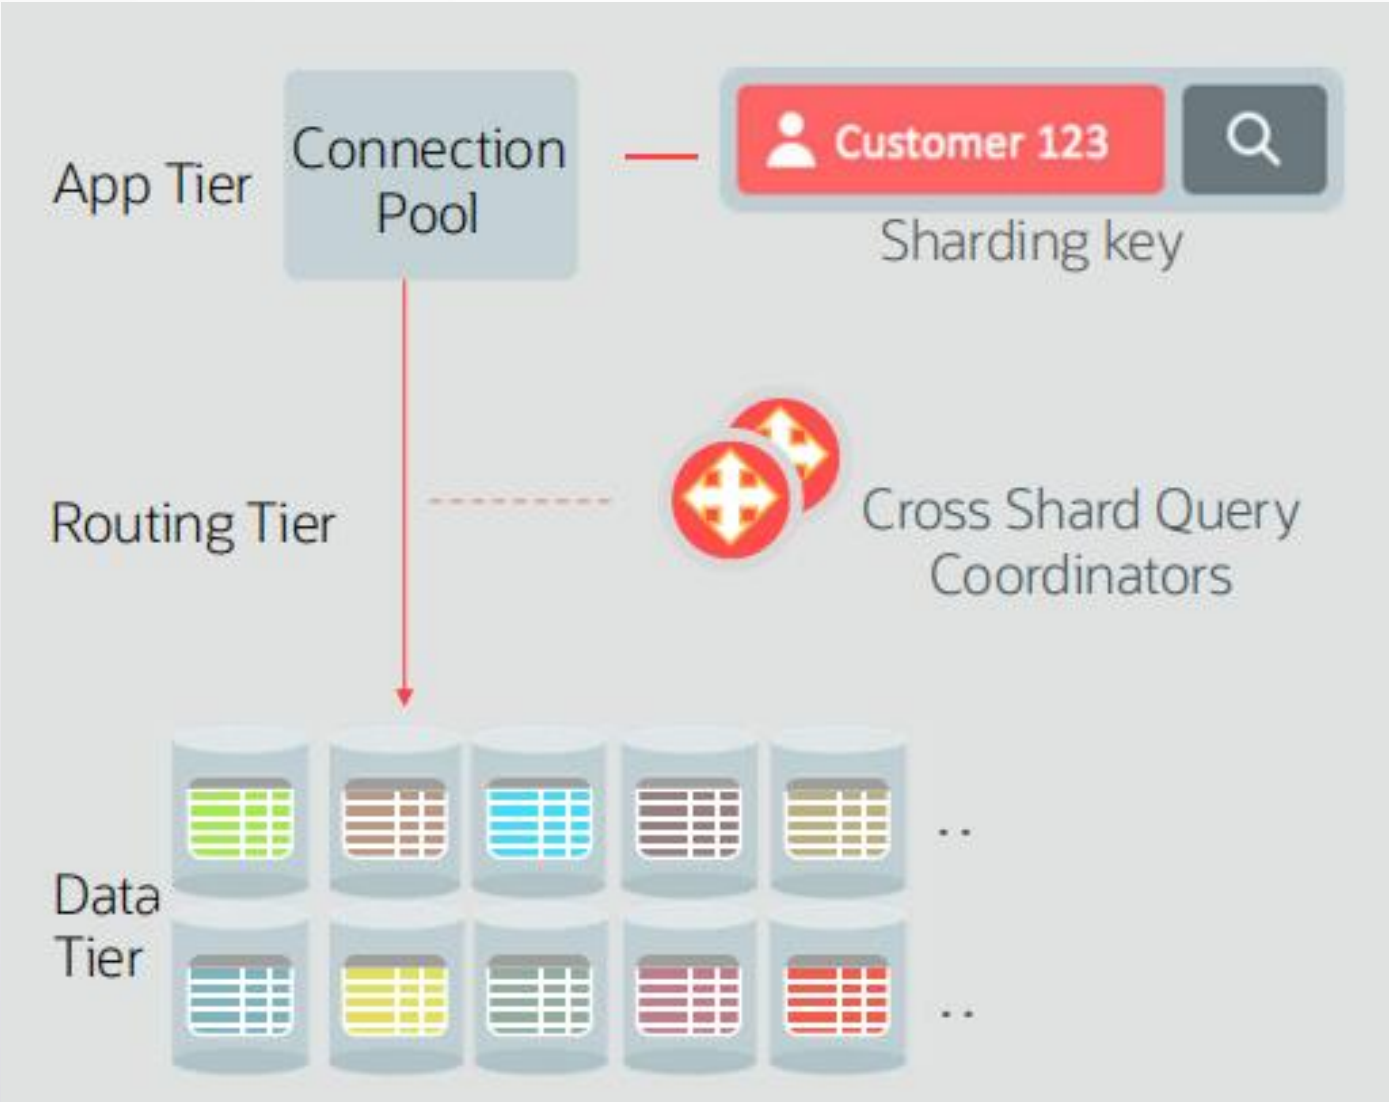 App Tier
Connection
Pool
Customer 123
Sharding key
Routing Tier
Cross Shard Query
Coordinators
Data
Tier
..
..